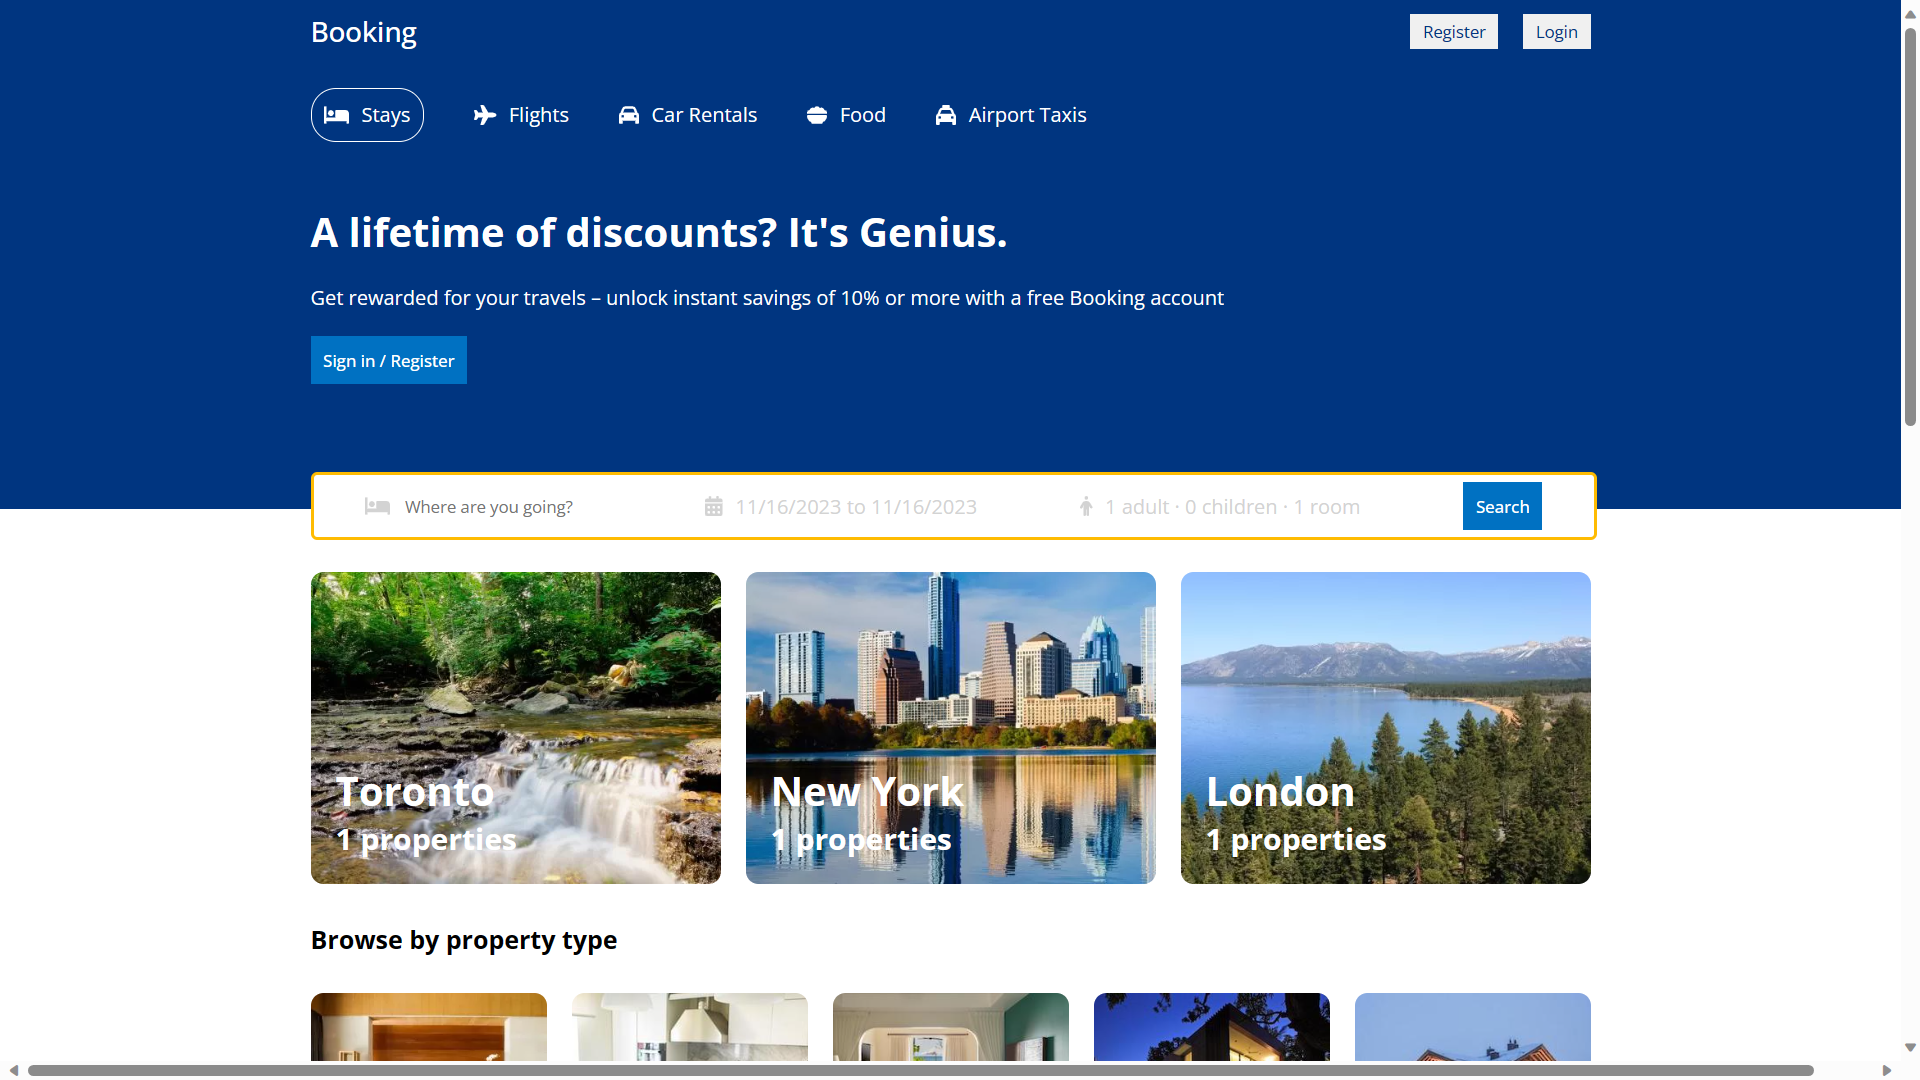 Booking
Register
Login
Stays
Flights
Car Rentals
Food
Airport Taxis
A lifetime of discounts? It's Genius.
Get rewarded for your travels – unlock instant savings of 10% or more with a free Booking account
Sign in / Register
Where are you going?
11/16/2023 to 11/16/2023
1 adult · 0 children · 1 room
Search
Toronto
1 properties
New York
1 properties
London
1 properties
Browse by property type